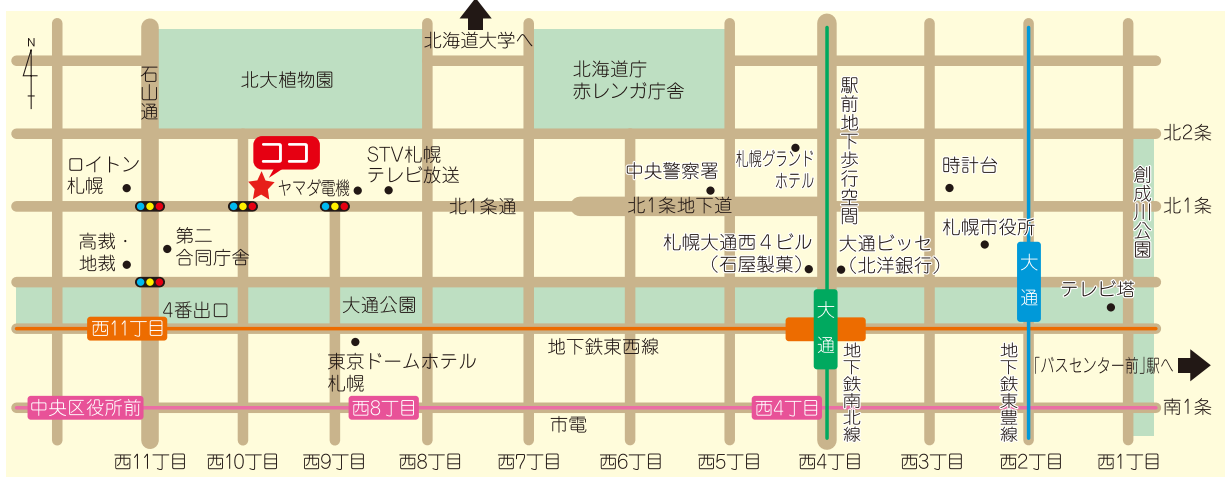 N
北海道大学へ
石山通
北大植物園
北海道庁
赤レンガ庁舎
駅前地下歩行空間
北2条
ココ
ロイトン
札幌
ヤマダ電機
STV札幌
テレビ放送
中央警察署
札幌グランド
ホテル
時計台
創成川公園
北1条通
北1条地下道
北1条
高裁・
地裁
第二
合同庁舎
札幌大通西4ビル
（石屋製菓）
大通ビッセ
（北洋銀行）
札幌市役所
大通
テレビ塔
4番出口
大通公園
西11丁目
大通
東京ドームホテル
札幌
地下鉄東西線
地下鉄南北線
地下鉄東豊線
「バスセンター前」駅へ
中央区役所前
西8丁目
西4丁目
南1条
市電
西11丁目
西10丁目
西9丁目
西8丁目
西7丁目
西6丁目
西5丁目
西4丁目
西3丁目
西2丁目
西1丁目